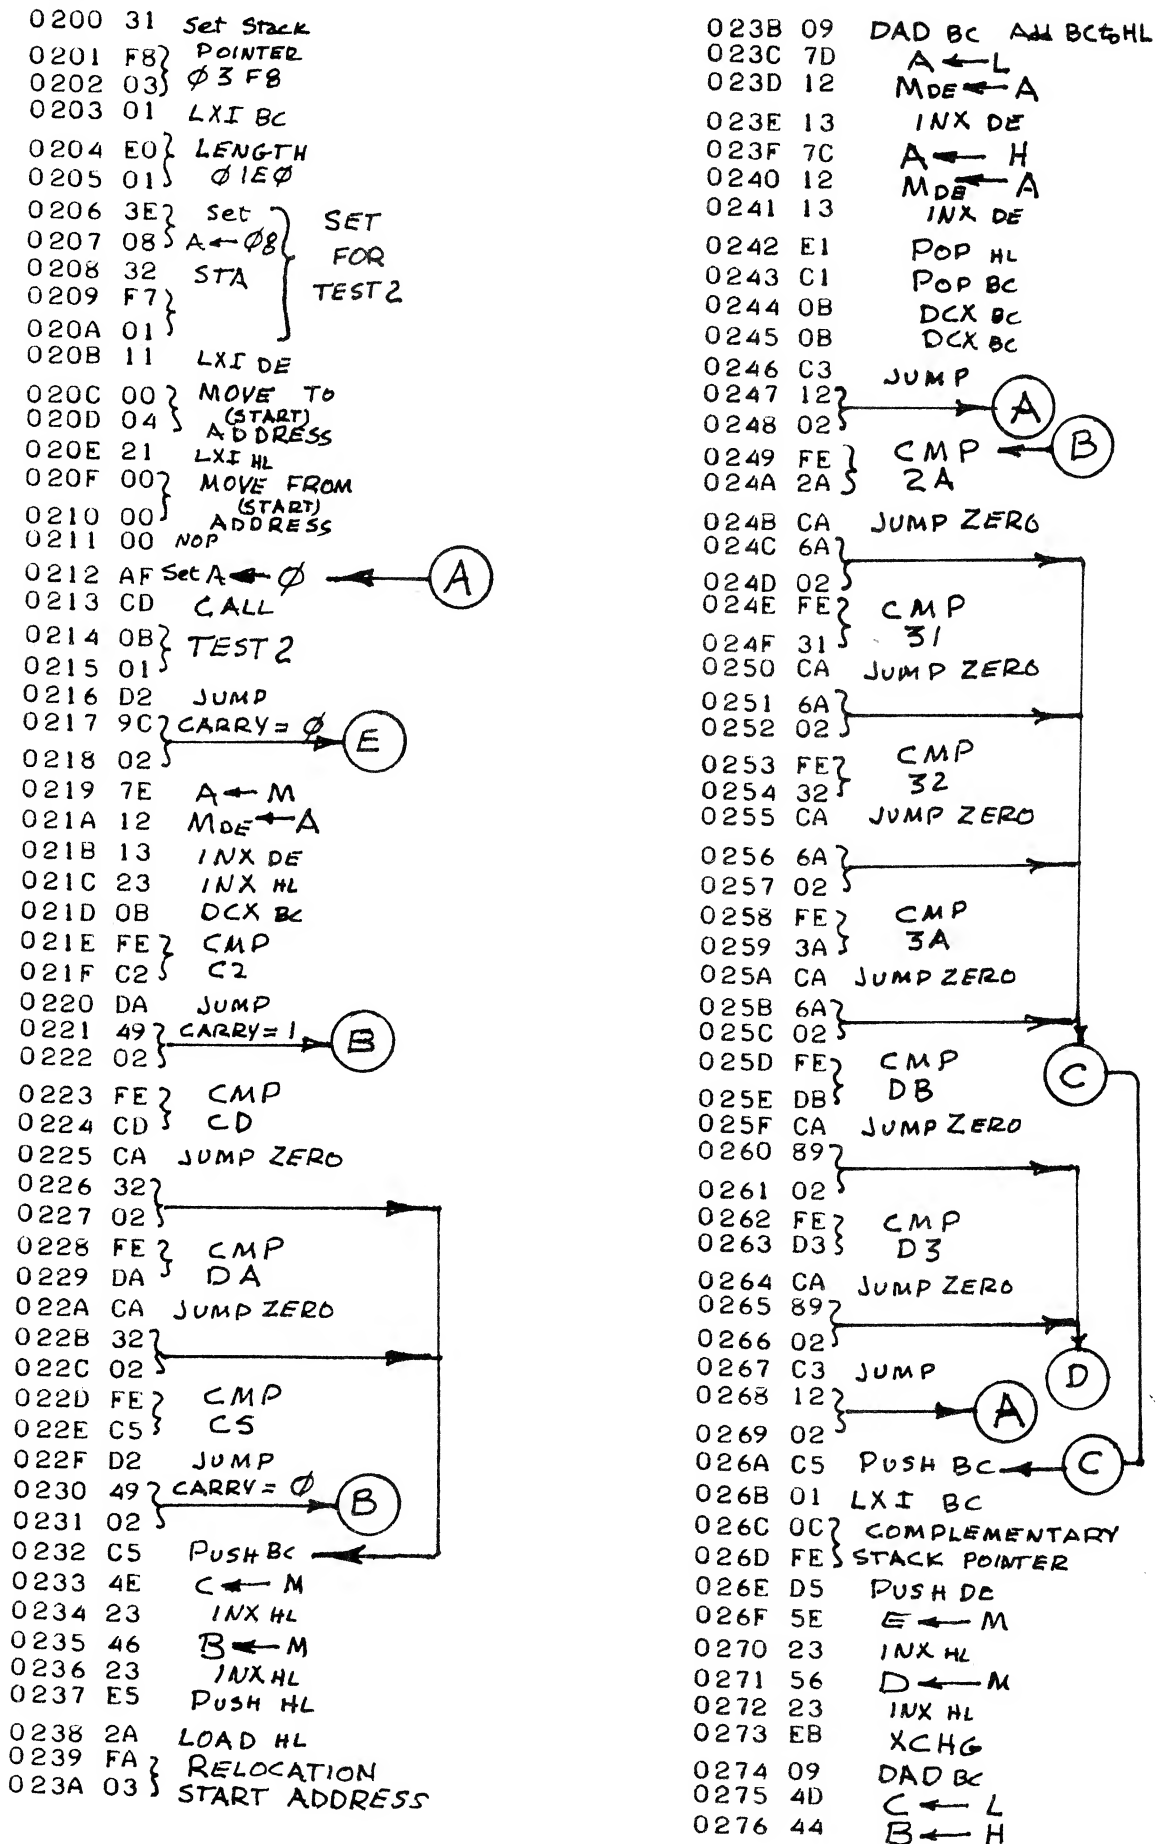 0200 31 Set Stack
0201 F8 POINTER
0202 03 Ø3F8
0203 01 LXI BC
0204 E0 LENGTH
0205 01 Ø1EØ
0206 3E Set
0207 08 A←Ø8
0208 32 STA
0209 F7
020A 01
SET
FOR
TEST 2
020B 11 LXI DE
020C 00 MOVE TO
(START)
020D 04 ADDRESS
020E 21 LXI HL
020F 00 MOVE FROM
(START)
0210 00 ADDRESS
0211 00 NOP
0212 AF Set A←Ø A
0213 CD CALL
0214 0B TEST 2
0215 01
0216 D2 JUMP
0217 9C CARRY=Ø E
0218 02
0219 7E A←M
021A 12 MDE←A
021B 13 INX DE
021C 23 INX HL
021D 0B DCX BC
021E FE CMP
021F C2 C2
0220 DA JUMP
0221 49 CARRY=1 B
0222 02
0223 FE CMP
0224 CD CD
0225 CA JUMP ZERO
0226 32
0227 02
0228 FE CMP
0229 DA DA
022A CA JUMP ZERO
022B 32
022C 02
022D FE CMP
022E C5 C5
022F D2 JUMP
0230 49 CARRY=Ø B
0231 02
0232 C5 PUSH BC
0233 4E C←M
0234 23 INX HL
0235 46 B←M
0236 23 INX HL
0237 E5 PUSH HL
0238 2A LOAD HL
0239 FA RELOCATION
023A 03 START ADDRESS
023B 09 DAD BC Add BC to HL
023C 7D A←L
023D 12 MDE←A
023E 13 INX DE
023F 7C A←H
0240 12 MDE←A
0241 13 INX DE
0242 E1 POP HL
0243 C1 POP BC
0244 0B DCX BC
0245 0B DCX BC
0246 C3 JUMP
0247 12 A
0248 02
0249 FE CMP B
024A 2A 2A
024B CA JUMP ZERO
024C 6A
024D 02
024E FE CMP
024F 31 31
0250 CA JUMP ZERO
0251 6A
0252 02
0253 FE CMP
0254 32 32
0255 CA JUMP ZERO
0256 6A
0257 02
0258 FE CMP
0259 3A 3A
025A CA JUMP ZERO
025B 6A
025C 02
C
025D FE CMP
025E DB DB
025F CA JUMP ZERO
0260 89
0261 02
0262 FE CMP
0263 D3 D3
0264 CA JUMP ZERO
0265 89
0266 02
D
0267 C3 JUMP
0268 12 A
0269 02
026A C5 PUSH BC C
026B 01 LXI BC
026C 0C COMPLEMENTARY
026D FE STACK POINTER
026E D5 PUSH DE
026F 5E E←M
0270 23 INX HL
0271 56 D←M
0272 23 INX HL
0273 EB XCHG
0274 09 DAD BC
0275 4D C←L
0276 44 B←H